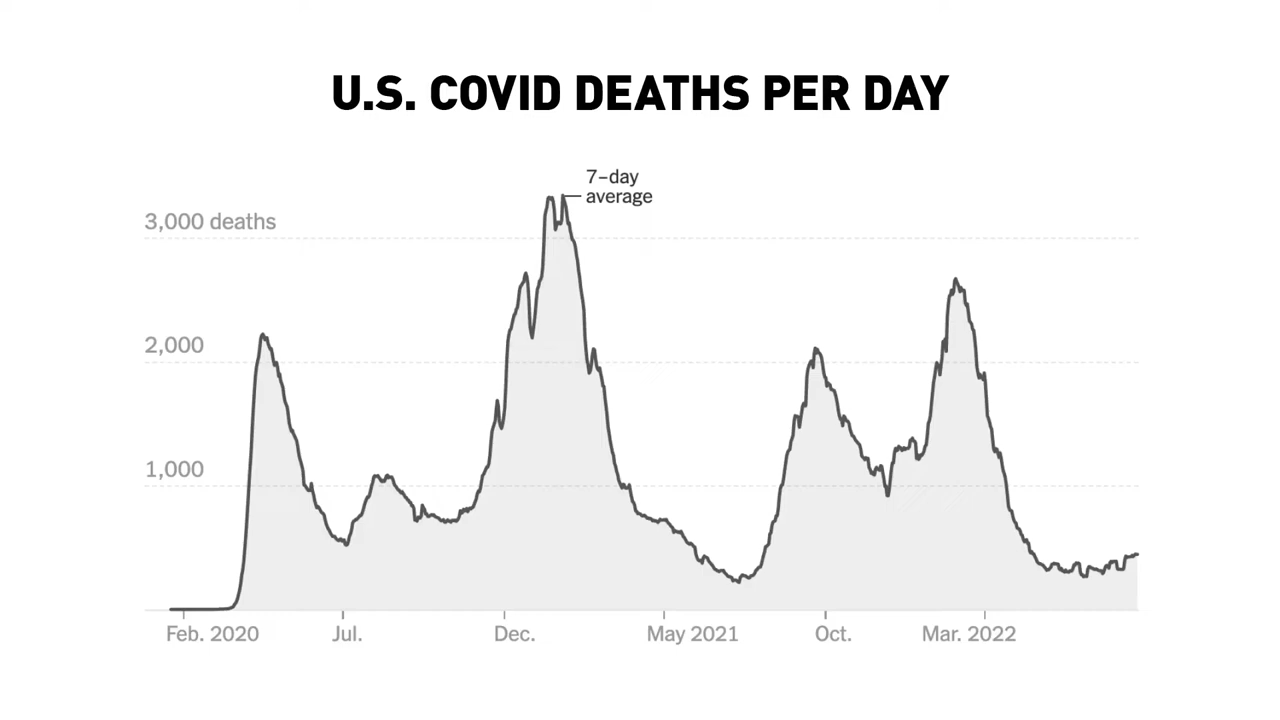 U.S. COVID DEATHS PER DAY
7-day
average
3,000 deaths
2,000
1,000
Feb. 2020
Jul.
Dec.
May 2021
Oct.
Mar. 2022